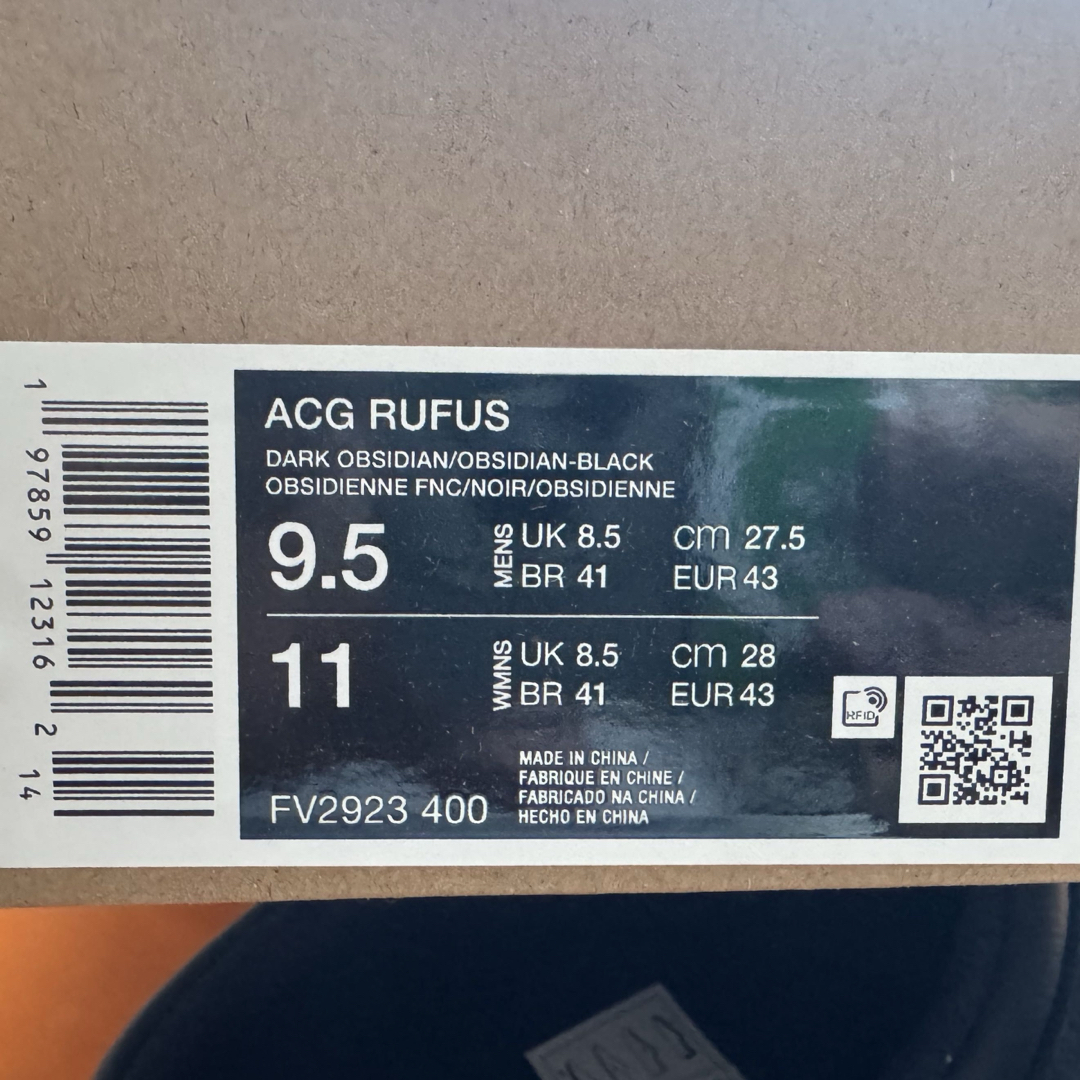 ACG RUFUS
DARK OBSIDIAN/OBSIDIAN-BLACK
OBSIDIENNE FNC/NOIR/OBSIDIENNE
9.5 MENS UK 8.5 cm 27.5
BR 41 EUR 43
11 WMNS UK 8.5 cm 28
BR 41 EUR 43
RFID
MADE IN CHINA /
FABRIQUE EN CHINE /
FABRICADO NA CHINA /
HECHO EN CHINA
FV2923 400
1 97859 12316 2 14